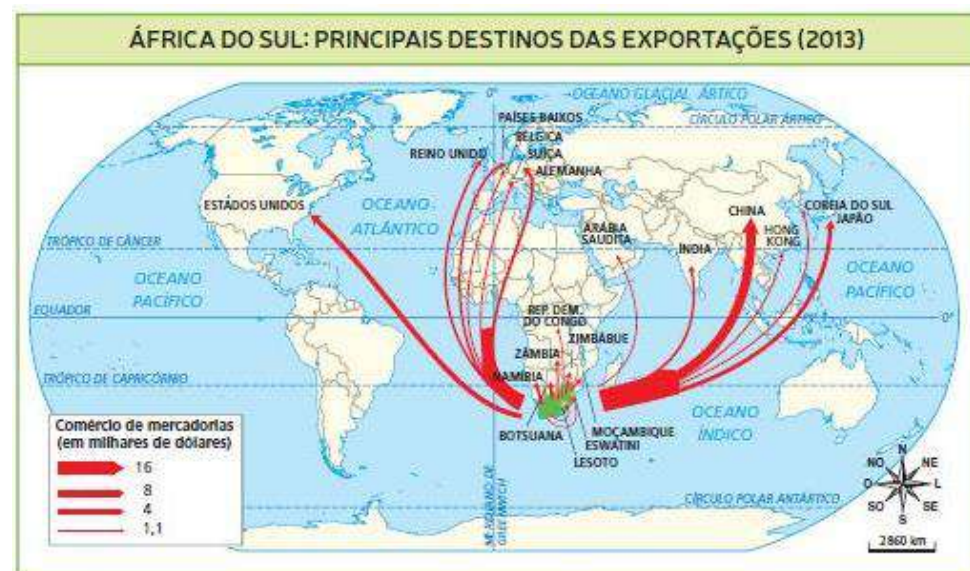 ÁFRICA DO SUL: PRINCIPAIS DESTINOS DAS EXPORTAÇÕES (2013)
0°
OCEANO GLACIAL ÁRTICO
PAÍSES BAIXOS
CÍRCULO POLAR ÁRTICO
BÉLGICA
REINO UNIDO
SUÍÇA
ALEMANHA
ESTADOS UNIDOS
OCEANO
ATLÂNTICO
CHINA
COREIA DO SUL
JAPÃO
ARÁBIA
SAUDITA
HONG
KONG
ÍNDIA
TRÓPICO DE CÂNCER
OCEANO
PACÍFICO
OCEANO
PACÍFICO
EQUADOR
0°
REP. DEM.
DO CONGO
ZIMBÁBUE
ZÂMBIA
NAMÍBIA
TRÓPICO DE CAPRICÓRNIO
OCEANO
ÍNDICO
BOTSUANA
MOÇAMBIQUE
ESWATINI
LESOTO
Comércio de mercadorias
(em milhares de dólares)
16
8
4
1,1
MERIDIANO DE
GREENWICH
CÍRCULO POLAR ANTÁRTICO
N
NO
NE
O
L
SO
SE
S
2860 km